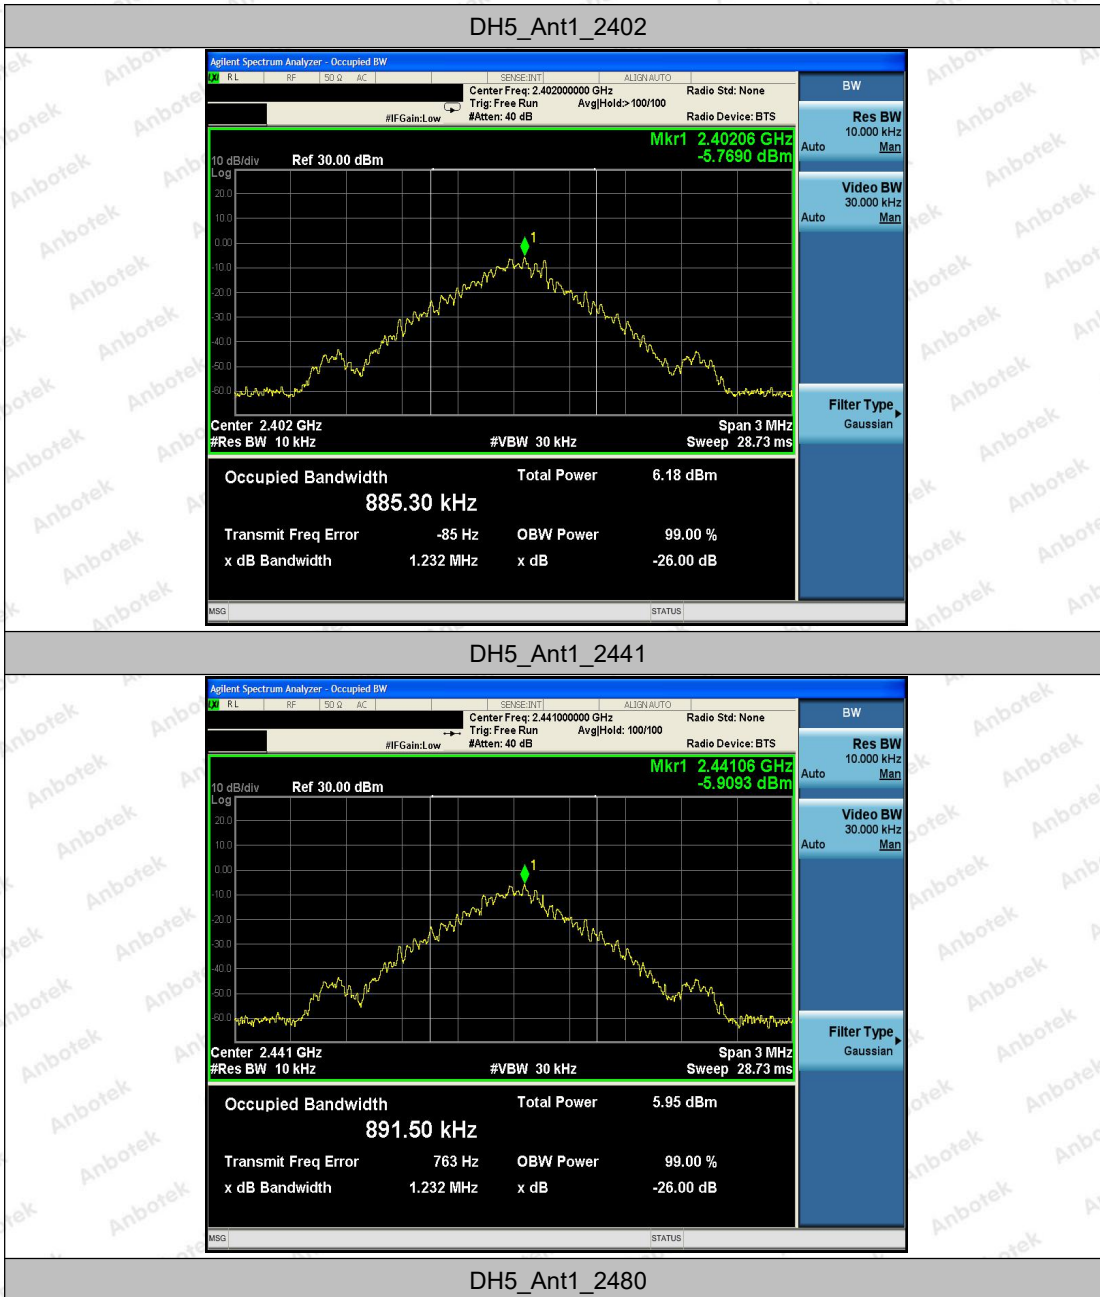 DH5_Ant1_2402
Agilent Spectrum Analyzer - Occupied BW
RL RF 50 Ω AC SENSE:INT ALIGN AUTO
Center Freq: 2.402000000 GHz Radio Std: None
Trig: Free Run Avg|Hold:> 100/100
#IFGain:Low #Atten: 40 dB Radio Device: BTS
Mkr1 2.40206 GHz
-5.7690 dBm
10 dB/div Ref 30.00 dBm
Log
20.0
10.0
0.00
-10.0
-20.0
-30.0
-40.0
-50.0
-60.0
1
Center 2.402 GHz Span 3 MHz
#Res BW 10 kHz #VBW 30 kHz Sweep 28.73 ms
Occupied Bandwidth Total Power 6.18 dBm
885.30 kHz
Transmit Freq Error -85 Hz OBW Power 99.00 %
x dB Bandwidth 1.232 MHz x dB -26.00 dB
MSG STATUS
BW
Res BW
10.000 kHz
Auto Man
Video BW
30.000 kHz
Auto Man
Filter Type
Gaussian
DH5_Ant1_2441
Agilent Spectrum Analyzer - Occupied BW
RL RF 50 Ω AC SENSE:INT ALIGN AUTO
Center Freq: 2.441000000 GHz Radio Std: None
Trig: Free Run Avg|Hold: 100/100
#IFGain:Low #Atten: 40 dB Radio Device: BTS
Mkr1 2.44106 GHz
-5.9093 dBm
10 dB/div Ref 30.00 dBm
Log
20.0
10.0
0.00
-10.0
-20.0
-30.0
-40.0
-50.0
-60.0
1
Center 2.441 GHz Span 3 MHz
#Res BW 10 kHz #VBW 30 kHz Sweep 28.73 ms
Occupied Bandwidth Total Power 5.95 dBm
891.50 kHz
Transmit Freq Error 763 Hz OBW Power 99.00 %
x dB Bandwidth 1.232 MHz x dB -26.00 dB
MSG STATUS
BW
Res BW
10.000 kHz
Auto Man
Video BW
30.000 kHz
Auto Man
Filter Type
Gaussian
DH5_Ant1_2480
Anbotek